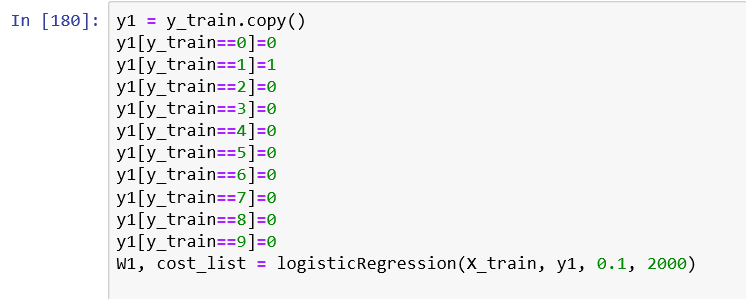 In [180]: y1 = y_train.copy()
y1[y_train==0]=0
y1[y_train==1]=1
y1[y_train==2]=0
y1[y_train==3]=0
y1[y_train==4]=0
y1[y_train==5]=0
y1[y_train==6]=0
y1[y_train==7]=0
y1[y_train==8]=0
y1[y_train==9]=0
W1, cost_list = logisticRegression(X_train, y1, 0.1, 2000)